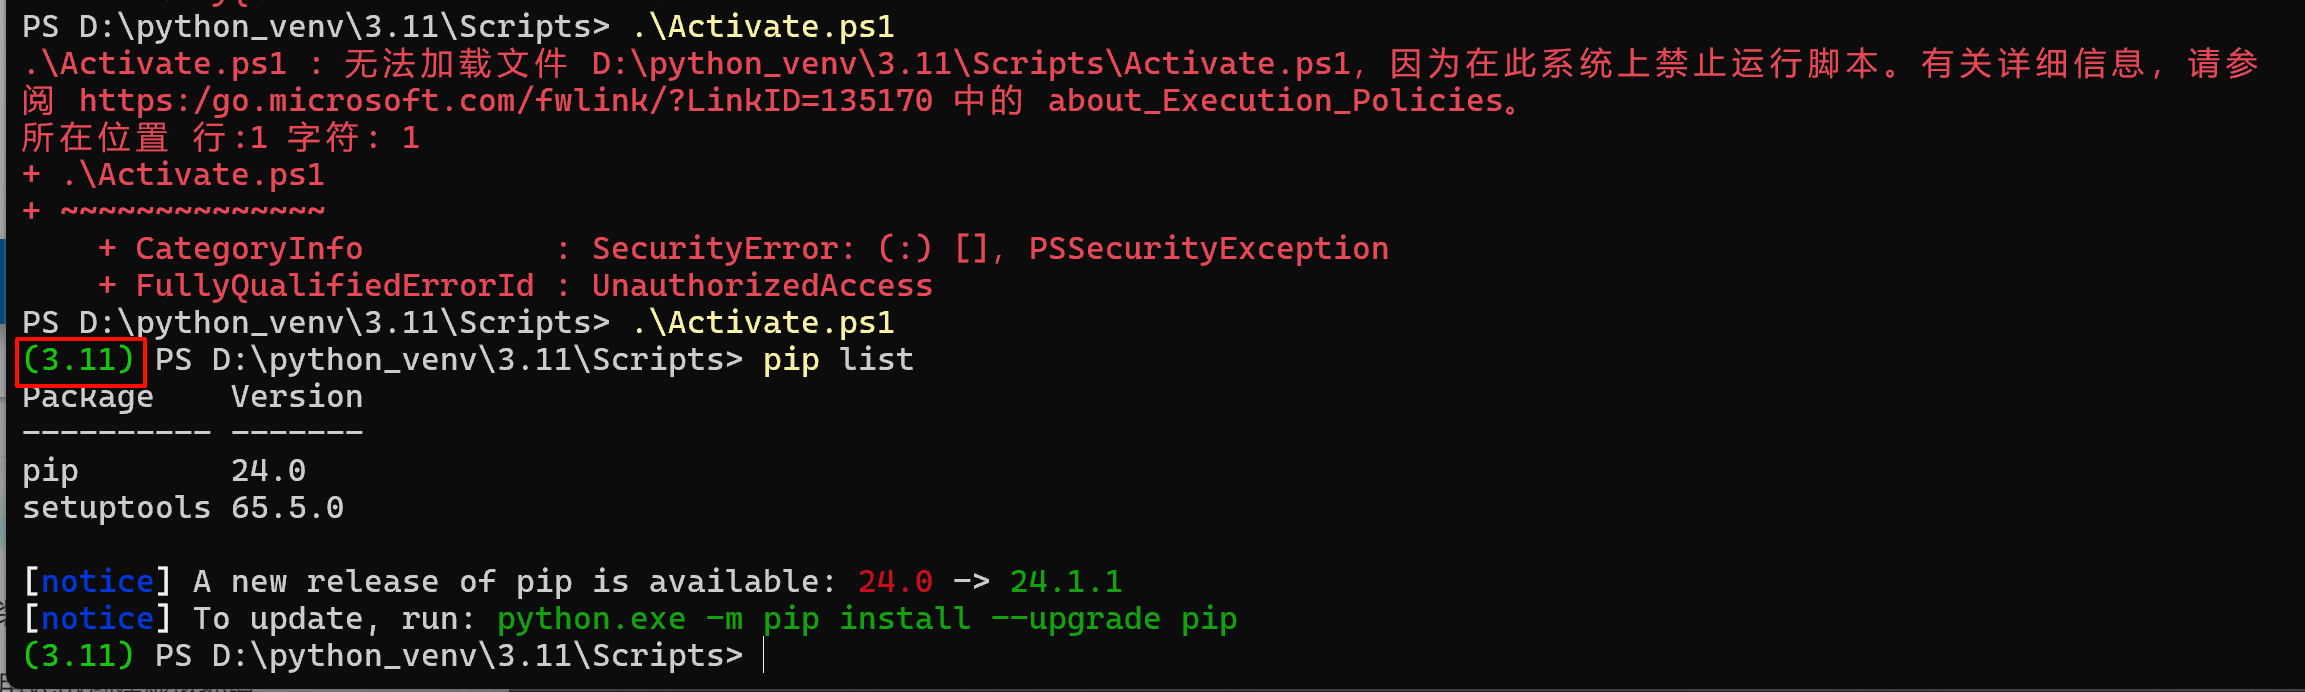 PS D:\python_venv\3.11\Scripts> .\Activate.ps1
.\Activate.ps1 : 无法加载文件 D:\python_venv\3.11\Scripts\Activate.ps1，因为在此系统上禁止运行脚本。有关详细信息，请参
阅 https:/go.microsoft.com/fwlink/?LinkID=135170 中的 about_Execution_Policies。
所在位置 行:1 字符: 1
+ .\Activate.ps1
+ ~~~~~~~~~~~~~~
+ CategoryInfo          : SecurityError: (:) []，PSSecurityException
+ FullyQualifiedErrorId : UnauthorizedAccess
PS D:\python_venv\3.11\Scripts> .\Activate.ps1
(3.11) PS D:\python_venv\3.11\Scripts> pip list
Package    Version
---------- -------
pip        24.0
setuptools 65.5.0
[notice] A new release of pip is available: 24.0 -> 24.1.1
[notice] To update, run: python.exe -m pip install --upgrade pip
(3.11) PS D:\python_venv\3.11\Scripts>